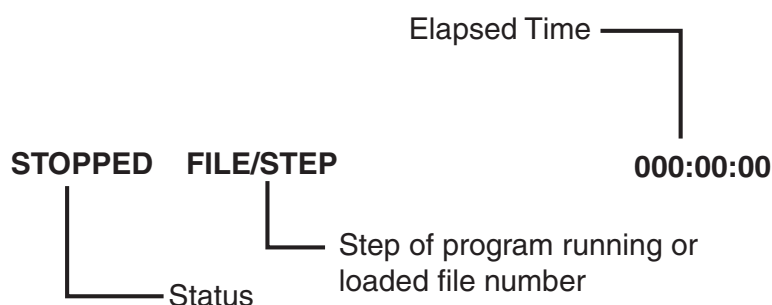 Elapsed Time
STOPPED FILE/STEP 000:00:00
Step of program running or
loaded file number
Status